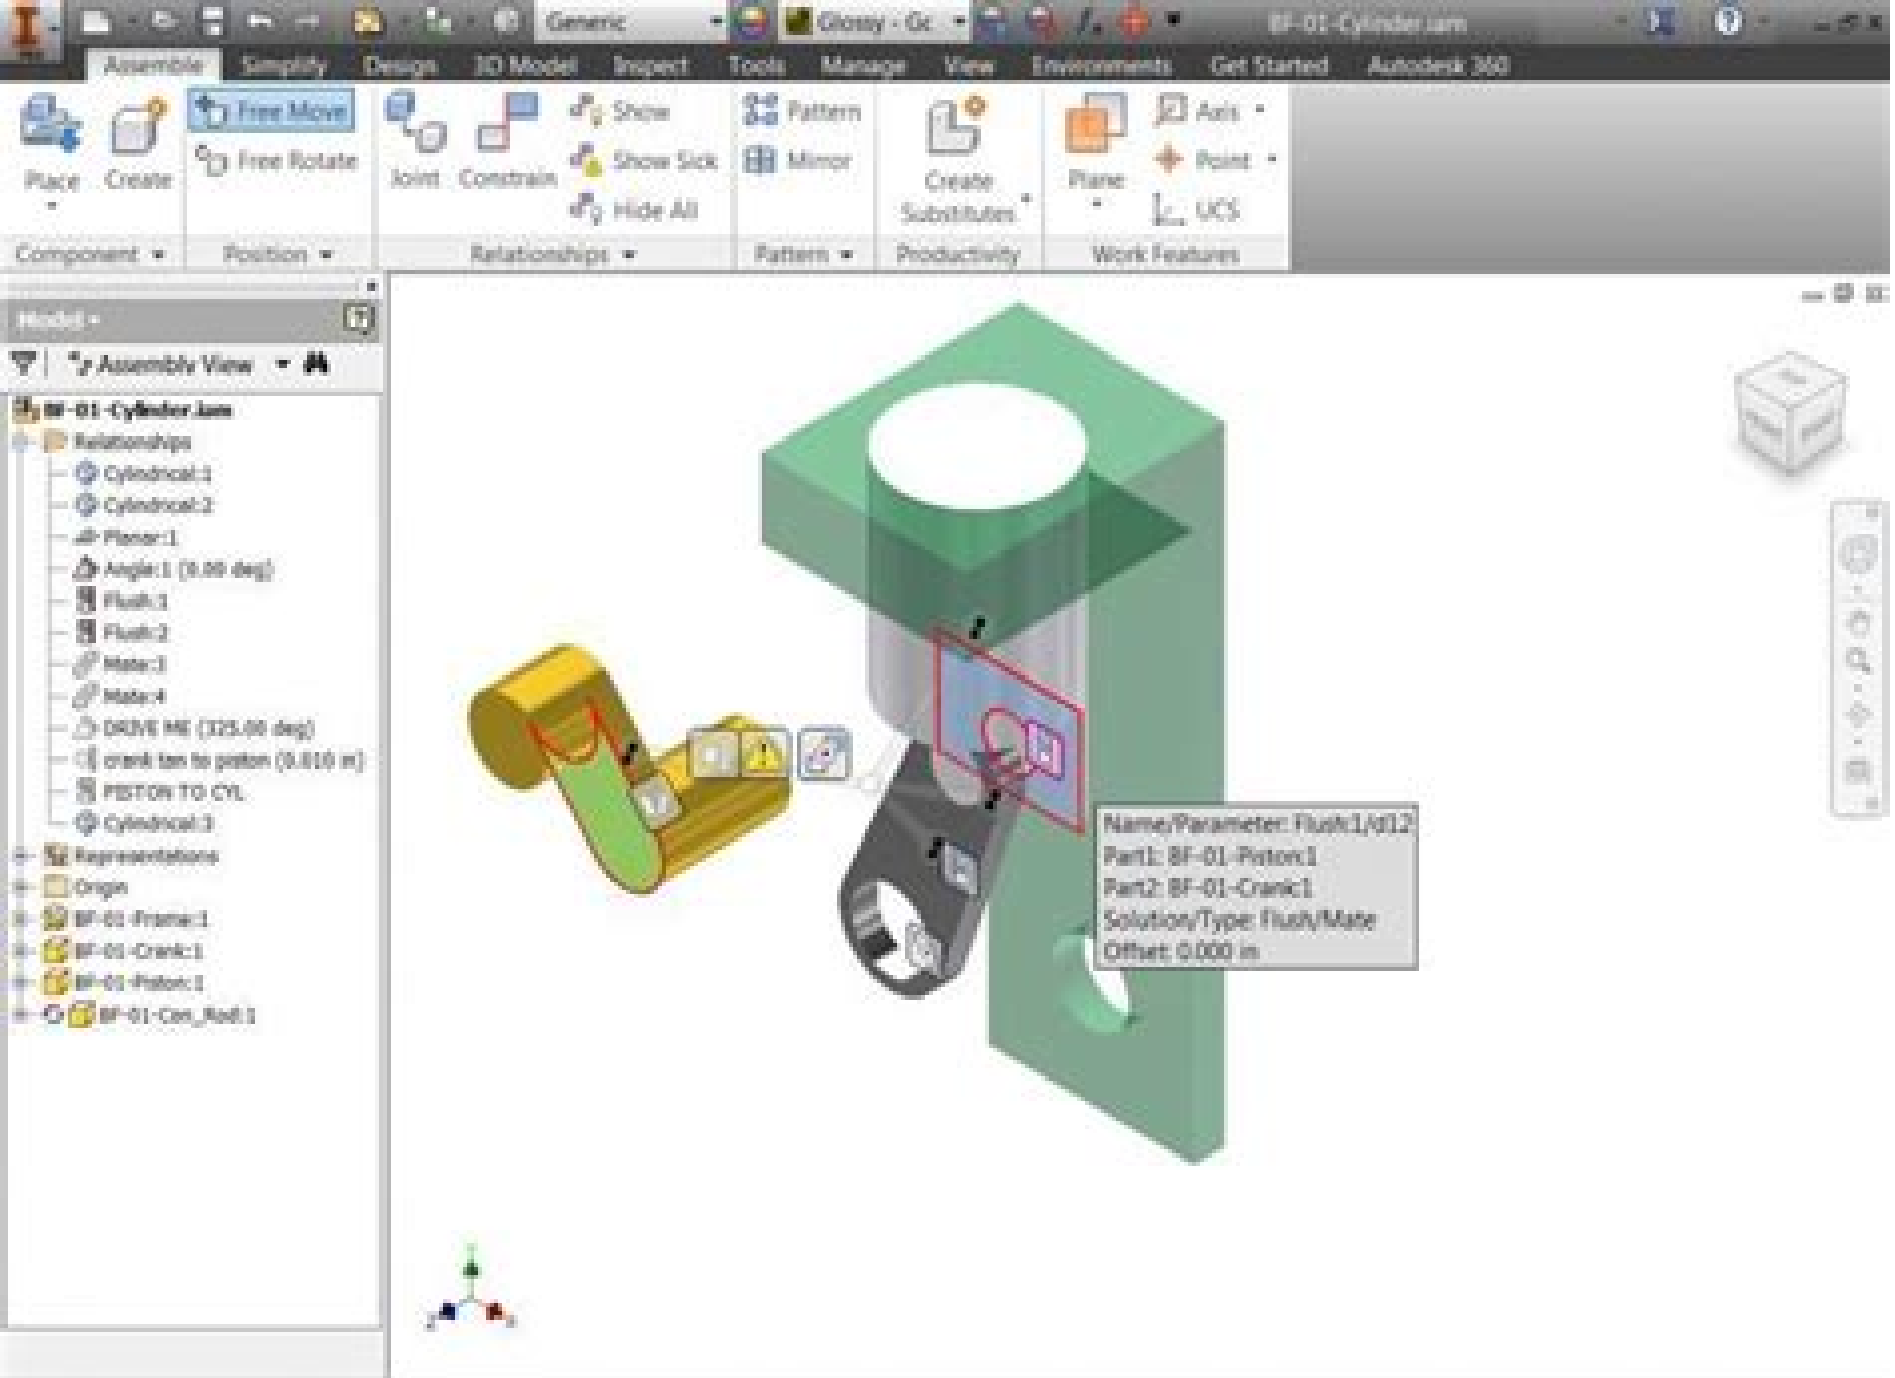 Generic
Glossy - Gc
BF-01-Cylinder.iam
Assemble Simplify Design 3D Model Inspect Tools Manage View Environments Get Started Autodesk 360
Place
Create
Free Move
Free Rotate
Joint
Constrain
Show
Show Sick
Hide All
Pattern
Mirror
Create
Substitutes
Plane
Axis
Point
UCS
Component
Position
Relationships
Pattern
Productivity
Work Features
Model
Assembly View
BF-01-Cylinder.iam
Relationships
Cylindrical:1
Cylindrical:2
Planar:1
Angle:1 (0.00 deg)
Flush:1
Flush:2
Mate:3
Mate:4
DRIVE ME (325.00 deg)
crank tan to piston (0.010 in)
PISTON TO CYL
Cylindrical:3
Representations
Origin
BF-01-Frame:1
BF-01-Crank:1
BF-01-Piston:1
BF-01-Con_Rod:1
Name/Parameter: Flush:1/d12
Part1: BF-01-Piston:1
Part2: BF-01-Crank:1
Solution/Type: Flush/Mate
Offset: 0.000 in